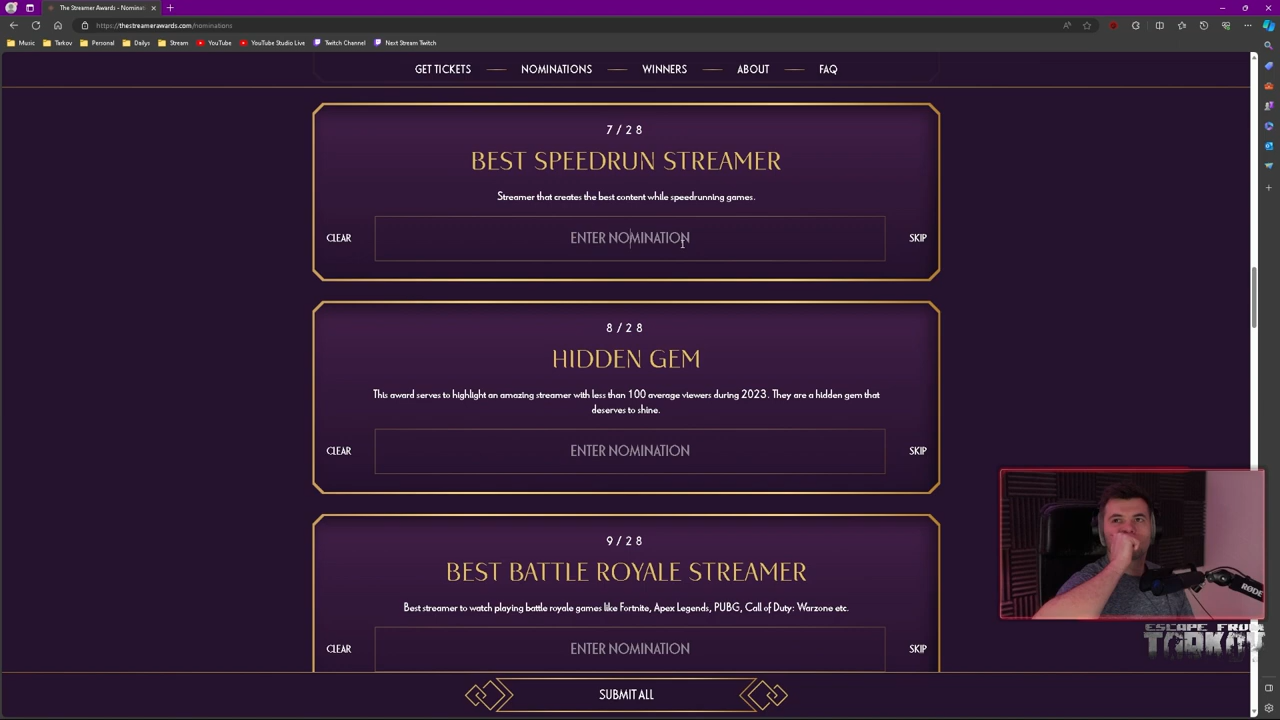 The Streamer Awards - Nominat
https://thestreamerawards.com/nominations
Music
Tarkov
Personal
Dailys
Stream
YouTube
YouTube Studio Live
Twitch Channel
Next Stream Twitch
GET TICKETS
NOMINATIONS
WINNERS
ABOUT
FAQ
7/28
BEST SPEEDRUN STREAMER
Streamer that creates the best content while speedrunning games.
CLEAR
ENTER NOMINATION
SKIP
8/28
HIDDEN GEM
This award serves to highlight an amazing streamer with less than 100 average viewers during 2023. They are a hidden gem that
deserves to shine.
CLEAR
ENTER NOMINATION
SKIP
9/28
BEST BATTLE ROYALE STREAMER
Best streamer to watch playing battle royale games like Fortnite, Apex Legends, PUBG, Call of Duty: Warzone etc.
CLEAR
ENTER NOMINATION
SKIP
RØDE
ESCAPE FROM
TARKOV
SUBMIT ALL